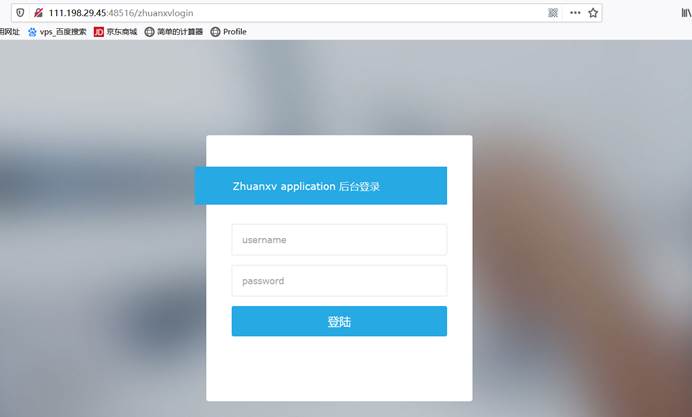 111.198.29.45:48516/zhuanxvlogin
用网址 vps_百度搜索 JD 京东商城 简单的计算器 Profile
Zhuanxv application 后台登录
username
password
登陆